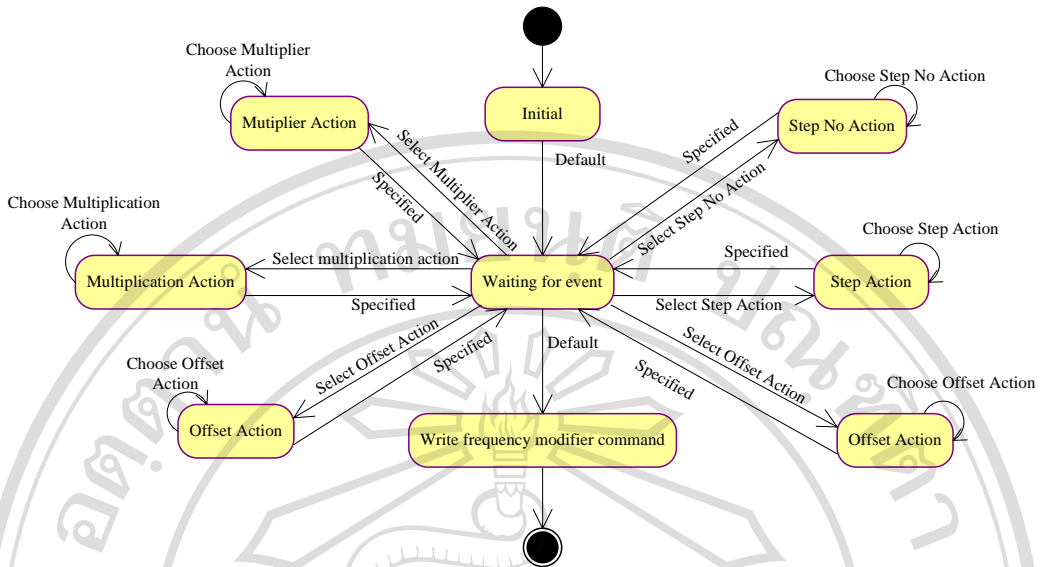 Choose Multiplier
Action
Mutiplier Action
Initial
Choose Step No Action
Step No Action
Default
Specified
Select Multiplier Action
Specified
Select Step No Action
Choose Multiplication
Action
Multiplication Action
Select multiplication action
Specified
Waiting for event
Specified
Select Step Action
Choose Step Action
Step Action
Select Offset Action
Specified
Default
Select Offset Action
Specified
Choose Offset
Action
Offset Action
Write frequency modifier command
Choose Offset Action
Offset Action